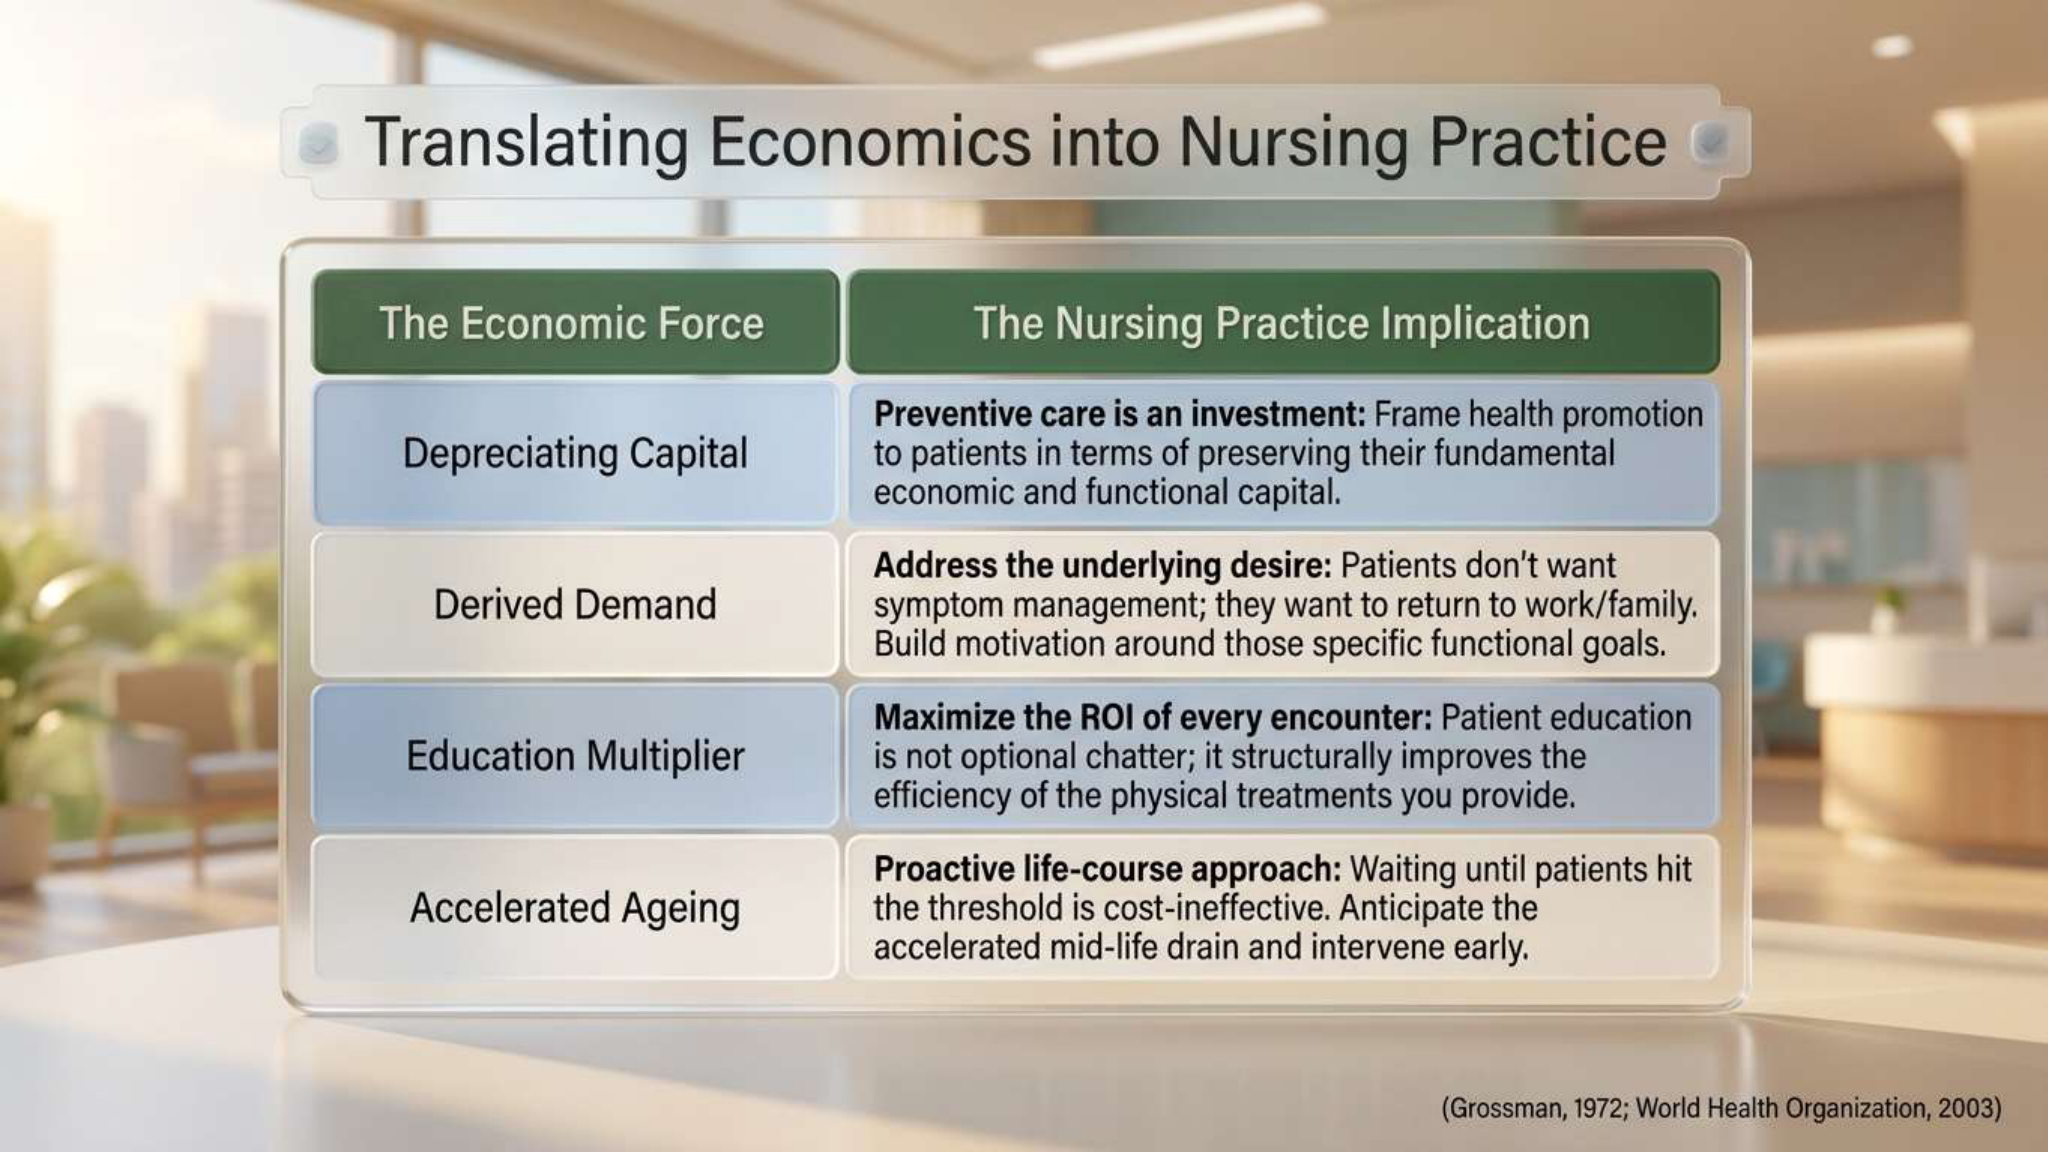 Translating Economics into Nursing Practice
The Economic Force
The Nursing Practice Implication
Depreciating Capital
Preventive care is an investment: Frame health promotion
to patients in terms of preserving their fundamental
economic and functional capital.
Derived Demand
Address the underlying desire: Patients don't want
symptom management; they want to return to work/family.
Build motivation around those specific functional goals.
Education Multiplier
Maximize the ROI of every encounter: Patient education
is not optional chatter; it structurally improves the
efficiency of the physical treatments you provide.
Accelerated Ageing
Proactive life-course approach: Waiting until patients hit
the threshold is cost-ineffective. Anticipate the
accelerated mid-life drain and intervene early.
(Grossman, 1972; World Health Organization, 2003)